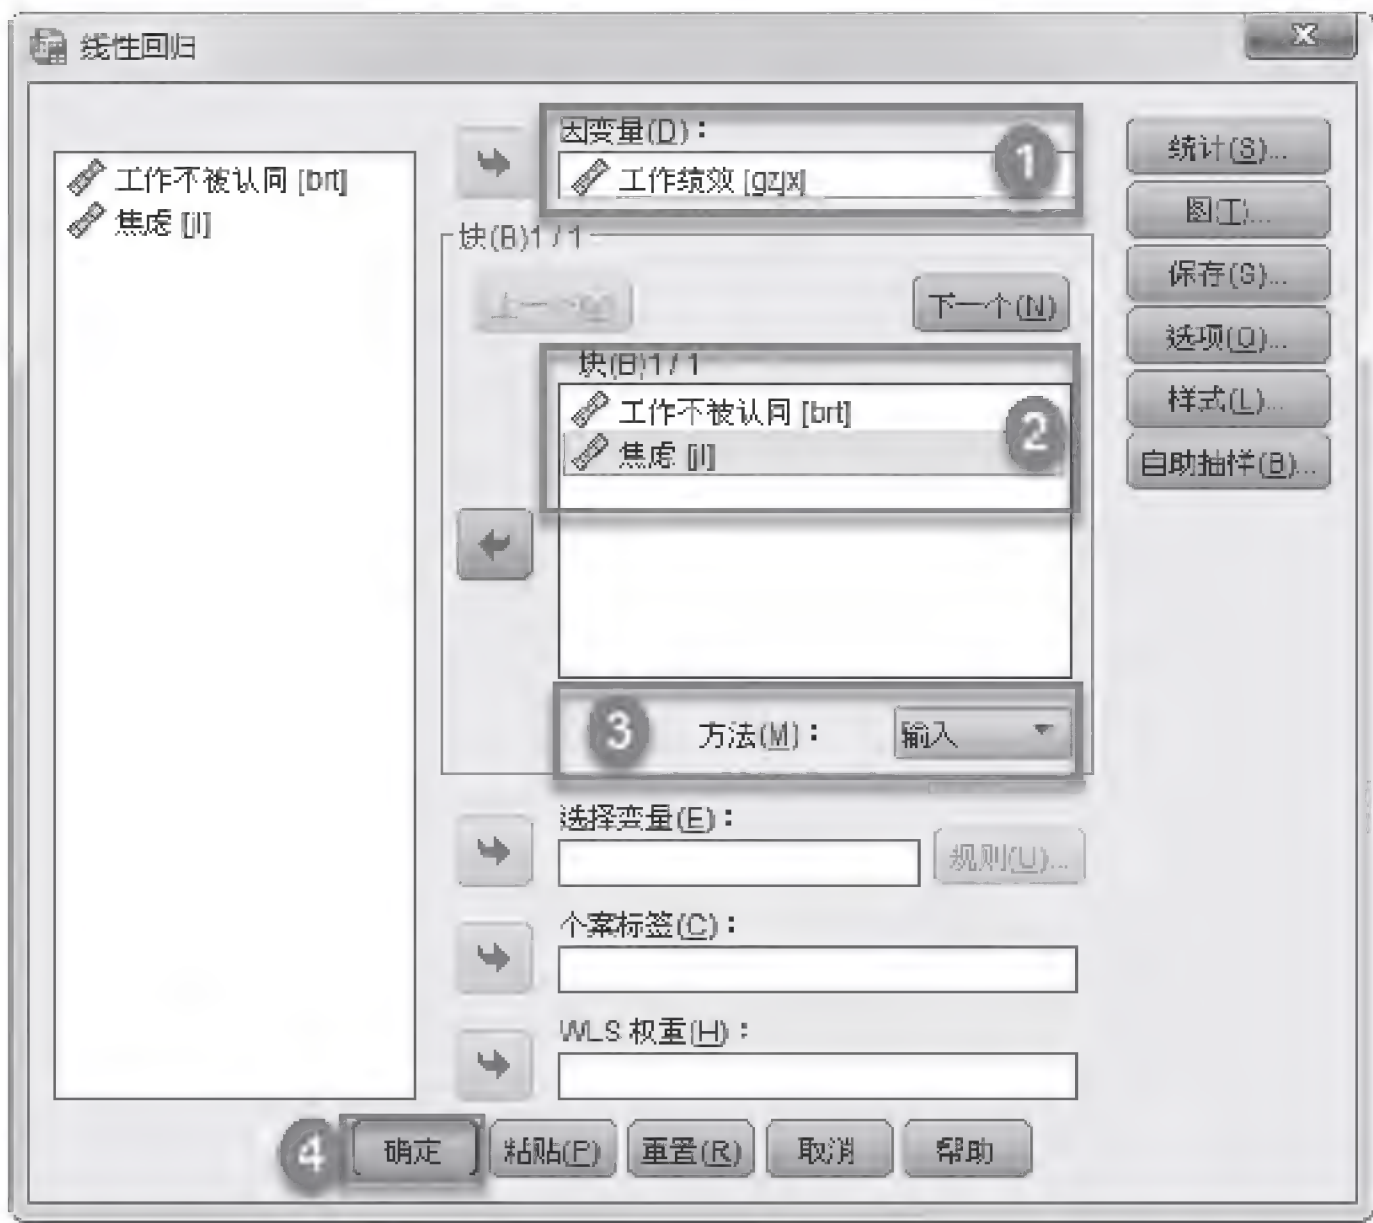 线性回归
工作不被认同 [brt]
焦虑 [jl]
因变量(D)：
1
工作绩效 [gzjx]
块(B)1 / 1
上一个(V)
下一个(N)
块(B)1 / 1
工作不被认同 [brt]
焦虑 [jl]
2
3
方法(M)：
输入
选择变量(E)：
规则(U)...
个案标签(C)：
WLS 权重(H)：
统计(S)...
图(T)...
保存(S)...
选项(O)...
样式(L)...
自助抽样(B)...
4
确定
粘贴(P)
重置(R)
取消
帮助